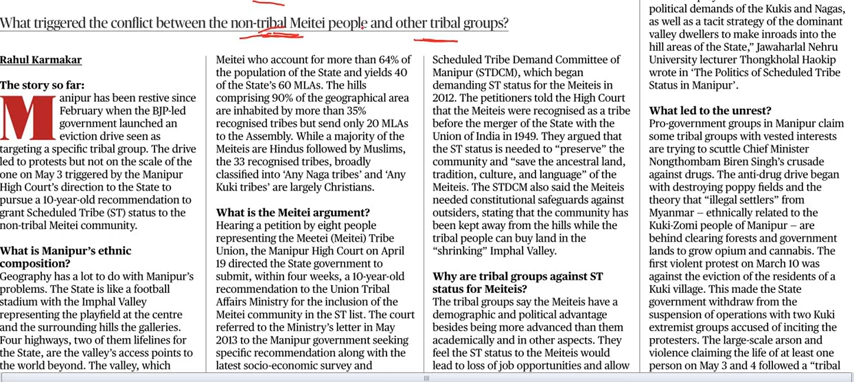 What triggered the conflict between the non-tribal Meitei people and other tribal groups?
Rahul Karmakar
The story so far:
Manipur has been restive since
February when the BJP-led
government launched an
eviction drive seen as
targeting a specific tribal group. The drive
led to protests but not on the scale of the
one on May 3 triggered by the Manipur
High Court's direction to the State to
pursue a 10-year-old recommendation to
grant Scheduled Tribe (ST) status to the
non-tribal Meitei community.
What is Manipur's ethnic
composition?
Geography has a lot to do with Manipur's
problems. The State is like a football
stadium with the Imphal Valley
representing the playfield at the centre
and the surrounding hills the galleries.
Four highways, two of them lifelines for
the State, are the valley's access points to
the world beyond. The valley, which
Meitei who account for more than 64% of
the population of the State and yields 40
of the State's 60 MLAs. The hills
comprising 90% of the geographical area
are inhabited by more than 35%
recognised tribes but send only 20 MLAs
to the Assembly. While a majority of the
Meiteis are Hindus followed by Muslims,
the 33 recognised tribes, broadly
classified into 'Any Naga tribes' and 'Any
Kuki tribes' are largely Christians.
What is the Meitei argument?
Hearing a petition by eight people
representing the Meetei (Meitei) Tribe
Union, the Manipur High Court on April
19 directed the State government to
submit, within four weeks, a 10-year-old
recommendation to the Union Tribal
Affairs Ministry for the inclusion of the
Meitei community in the ST list. The court
referred to the Ministry's letter in May
2013 to the Manipur government seeking
specific recommendation along with the
latest socio-economic survey and
Scheduled Tribe Demand Committee of
Manipur (STDCM), which began
demanding ST status for the Meiteis in
2012. The petitioners told the High Court
that the Meiteis were recognised as a tribe
before the merger of the State with the
Union of India in 1949. They argued that
the ST status is needed to "preserve" the
community and "save the ancestral land,
tradition, culture, and language" of the
Meiteis. The STDCM also said the Meiteis
needed constitutional safeguards against
outsiders, stating that the community has
been kept away from the hills while the
tribal people can buy land in the
"shrinking" Imphal Valley.
Why are tribal groups against ST
status for Meiteis?
The tribal groups say the Meiteis have a
demographic and political advantage
besides being more advanced than them
academically and in other aspects. They
feel the ST status to the Meiteis would
lead to loss of job opportunities and allow
political demands of the Kukis and Nagas,
as well as a tacit strategy of the dominant
valley dwellers to make inroads into the
hill areas of the State," Jawaharlal Nehru
University lecturer Thongkholal Haokip
wrote in 'The Politics of Scheduled Tribe
Status in Manipur'.
What led to the unrest?
Pro-government groups in Manipur claim
some tribal groups with vested interests
are trying to scuttle Chief Minister
Nongthombam Biren Singh's crusade
against drugs. The anti-drug drive began
with destroying poppy fields and the
theory that "illegal settlers" from
Myanmar – ethnically related to the
Kuki-Zomi people of Manipur – are
behind clearing forests and government
lands to grow opium and cannabis. The
first violent protest on March 10 was
against the eviction of the residents of a
Kuki village. This made the State
government withdraw from the
suspension of operations with two Kuki
extremist groups accused of inciting the
protesters. The large-scale arson and
violence claiming the life of at least one
person on May 3 and 4 followed a "tribal